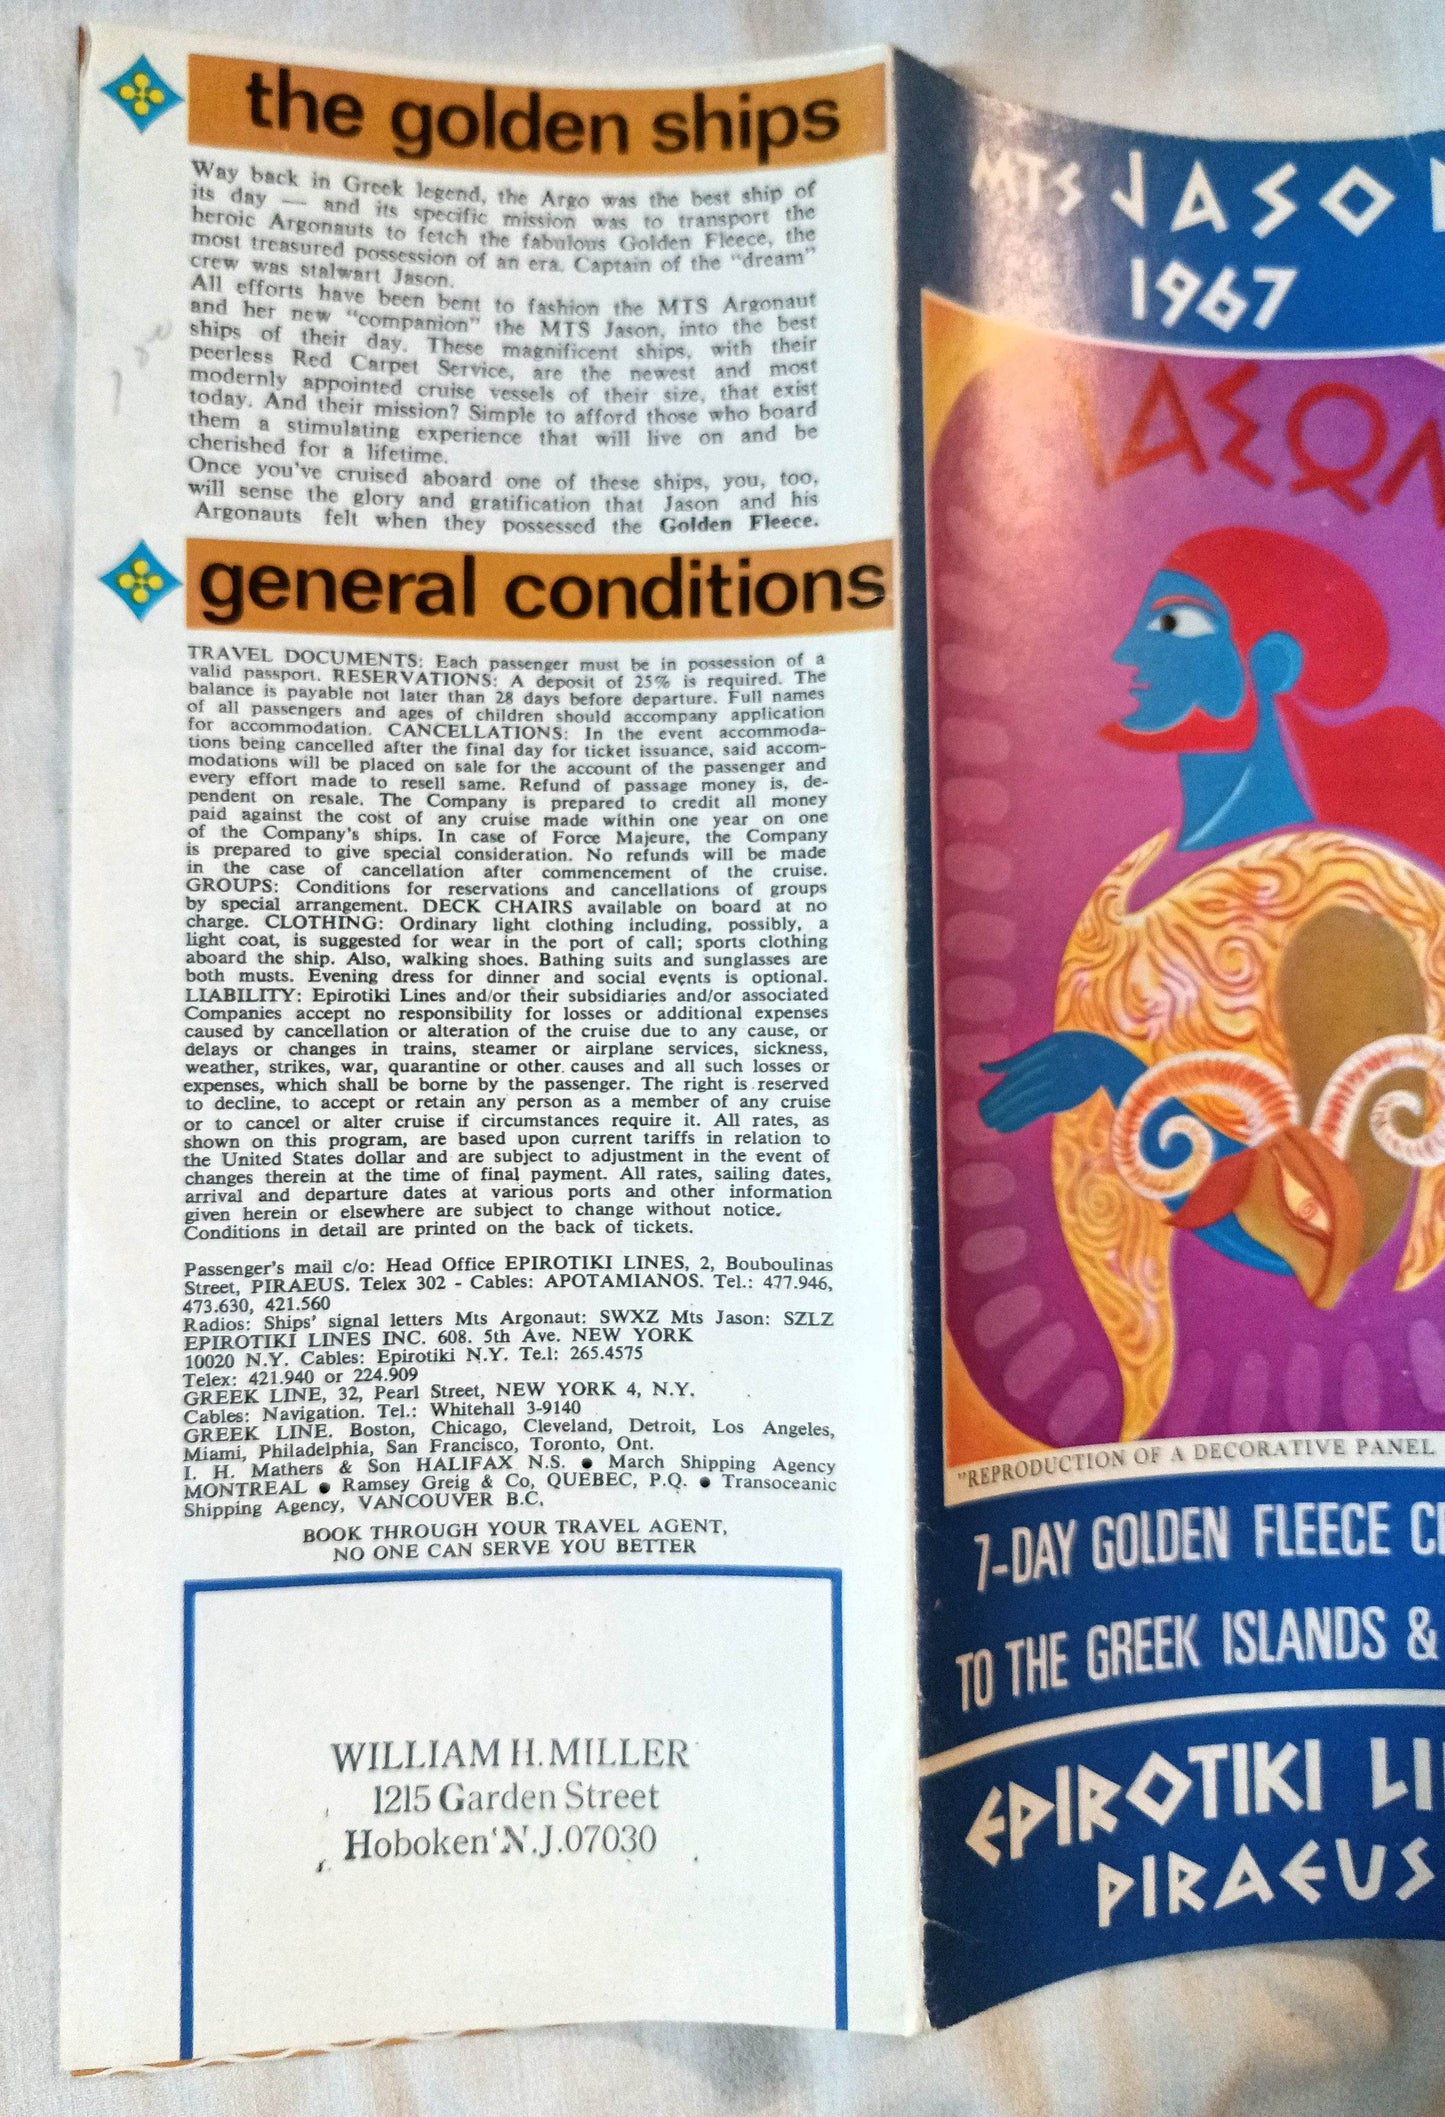 the golden ships
Way back in Greek legend, the Argo was the best ship of
its day — and its specific mission was to transport the
heroic Argonauts to fetch the fabulous Golden Fleece, the
most treasured possession of an era. Captain of the "dream"
crew was stalwart Jason.
All efforts have been bent to fashion the MTS Argonaut
and her new "companion" the MTS Jason, into the best
ships of their day. These magnificent ships, with their
peerless Red Carpet Service, are the newest and most
modernly appointed cruise vessels of their size, that exist
today. And their mission? Simple to afford those who board
them a stimulating experience that will live on and be
cherished for a lifetime.
Once you've cruised aboard one of these ships, you, too,
will sense the glory and gratification that Jason and his
Argonauts felt when they possessed the Golden Fleece.
general conditions
TRAVEL DOCUMENTS: Each passenger must be in possession of a
valid passport. RESERVATIONS: A deposit of 25% is required. The
balance is payable not later than 28 days before departure. Full names
of all passengers and ages of children should accompany application
for accommodation. CANCELLATIONS: In the event accommoda-
tions being cancelled after the final day for ticket issuance, said accom-
modations will be placed on sale for the account of the passenger and
every effort made to resell same. Refund of passage money is, de-
pendent on resale. The Company is prepared to credit all money
paid against the cost of any cruise made within one year on one
of the Company's ships. In case of Force Majeure, the Company
is prepared to give special consideration. No refunds will be made
in the case of cancellation after commencement of the cruise.
GROUPS: Conditions for reservations and cancellations of groups
by special arrangement. DECK CHAIRS available on board at no
charge. CLOTHING: Ordinary light clothing including, possibly, a
light coat, is suggested for wear in the port of call; sports clothing
aboard the ship. Also, walking shoes. Bathing suits and sunglasses are
both musts. Evening dress for dinner and social events is optional.
LIABILITY: Epirotiki Lines and/or their subsidiaries and/or associated
Companies accept no responsibility for losses or additional expenses
caused by cancellation or alteration of the cruise due to any cause, or
delays or changes in trains, steamer or airplane services, sickness,
weather, strikes, war, quarantine or other causes and all such losses or
expenses, which shall be borne by the passenger. The right is reserved
to decline, to accept or retain any person as a member of any cruise
or to cancel or alter cruise if circumstances require it. All rates, as
shown on this program, are based upon current tariffs in relation to
the United States dollar and are subject to adjustment in the event of
changes therein at the time of final payment. All rates, sailing dates,
arrival and departure dates at various ports and other information
given herein or elsewhere are subject to change without notice.
Conditions in detail are printed on the back of tickets.
Passenger's mail c/o: Head Office EPIROTIKI LINES, 2, Bouboulinas
Street, PIRAEUS. Telex 302 - Cables: APOTAMIANOS. Tel.: 477.946,
473.630, 421.560
Radios: Ships' signal letters Mts Argonaut: SWXZ Mts Jason: SZLZ
EPIROTIKI LINES INC. 608. 5th Ave. NEW YORK
10020 N.Y. Cables: Epirotiki N.Y. Te.l: 265.4575
Telex: 421.940 or 224.909
GREEK LINE, 32, Pearl Street, NEW YORK 4, N.Y.
Cables: Navigation. Tel.: Whitehall 3-9140
GREEK LINE. Boston, Chicago, Cleveland, Detroit, Los Angeles,
Miami, Philadelphia, San Francisco, Toronto, Ont.
I. H. Mathers & Son HALIFAX N.S. ● March Shipping Agency
MONTREAL ● Ramsey Greig & Co, QUEBEC, P.Q. ● Transoceanic
Shipping Agency, VANCOUVER B.C.
BOOK THROUGH YOUR TRAVEL AGENT,
NO ONE CAN SERVE YOU BETTER
WILLIAM H. MILLER
1215 Garden Street
Hoboken N.J. 07030
MTS JASON
1967
ΙΑΣΩΝ
"REPRODUCTION OF A DECORATIVE PANEL
7-DAY GOLDEN FLEECE
TO THE GREEK ISLANDS &
EPIROTIKI LI
PIRAEUS